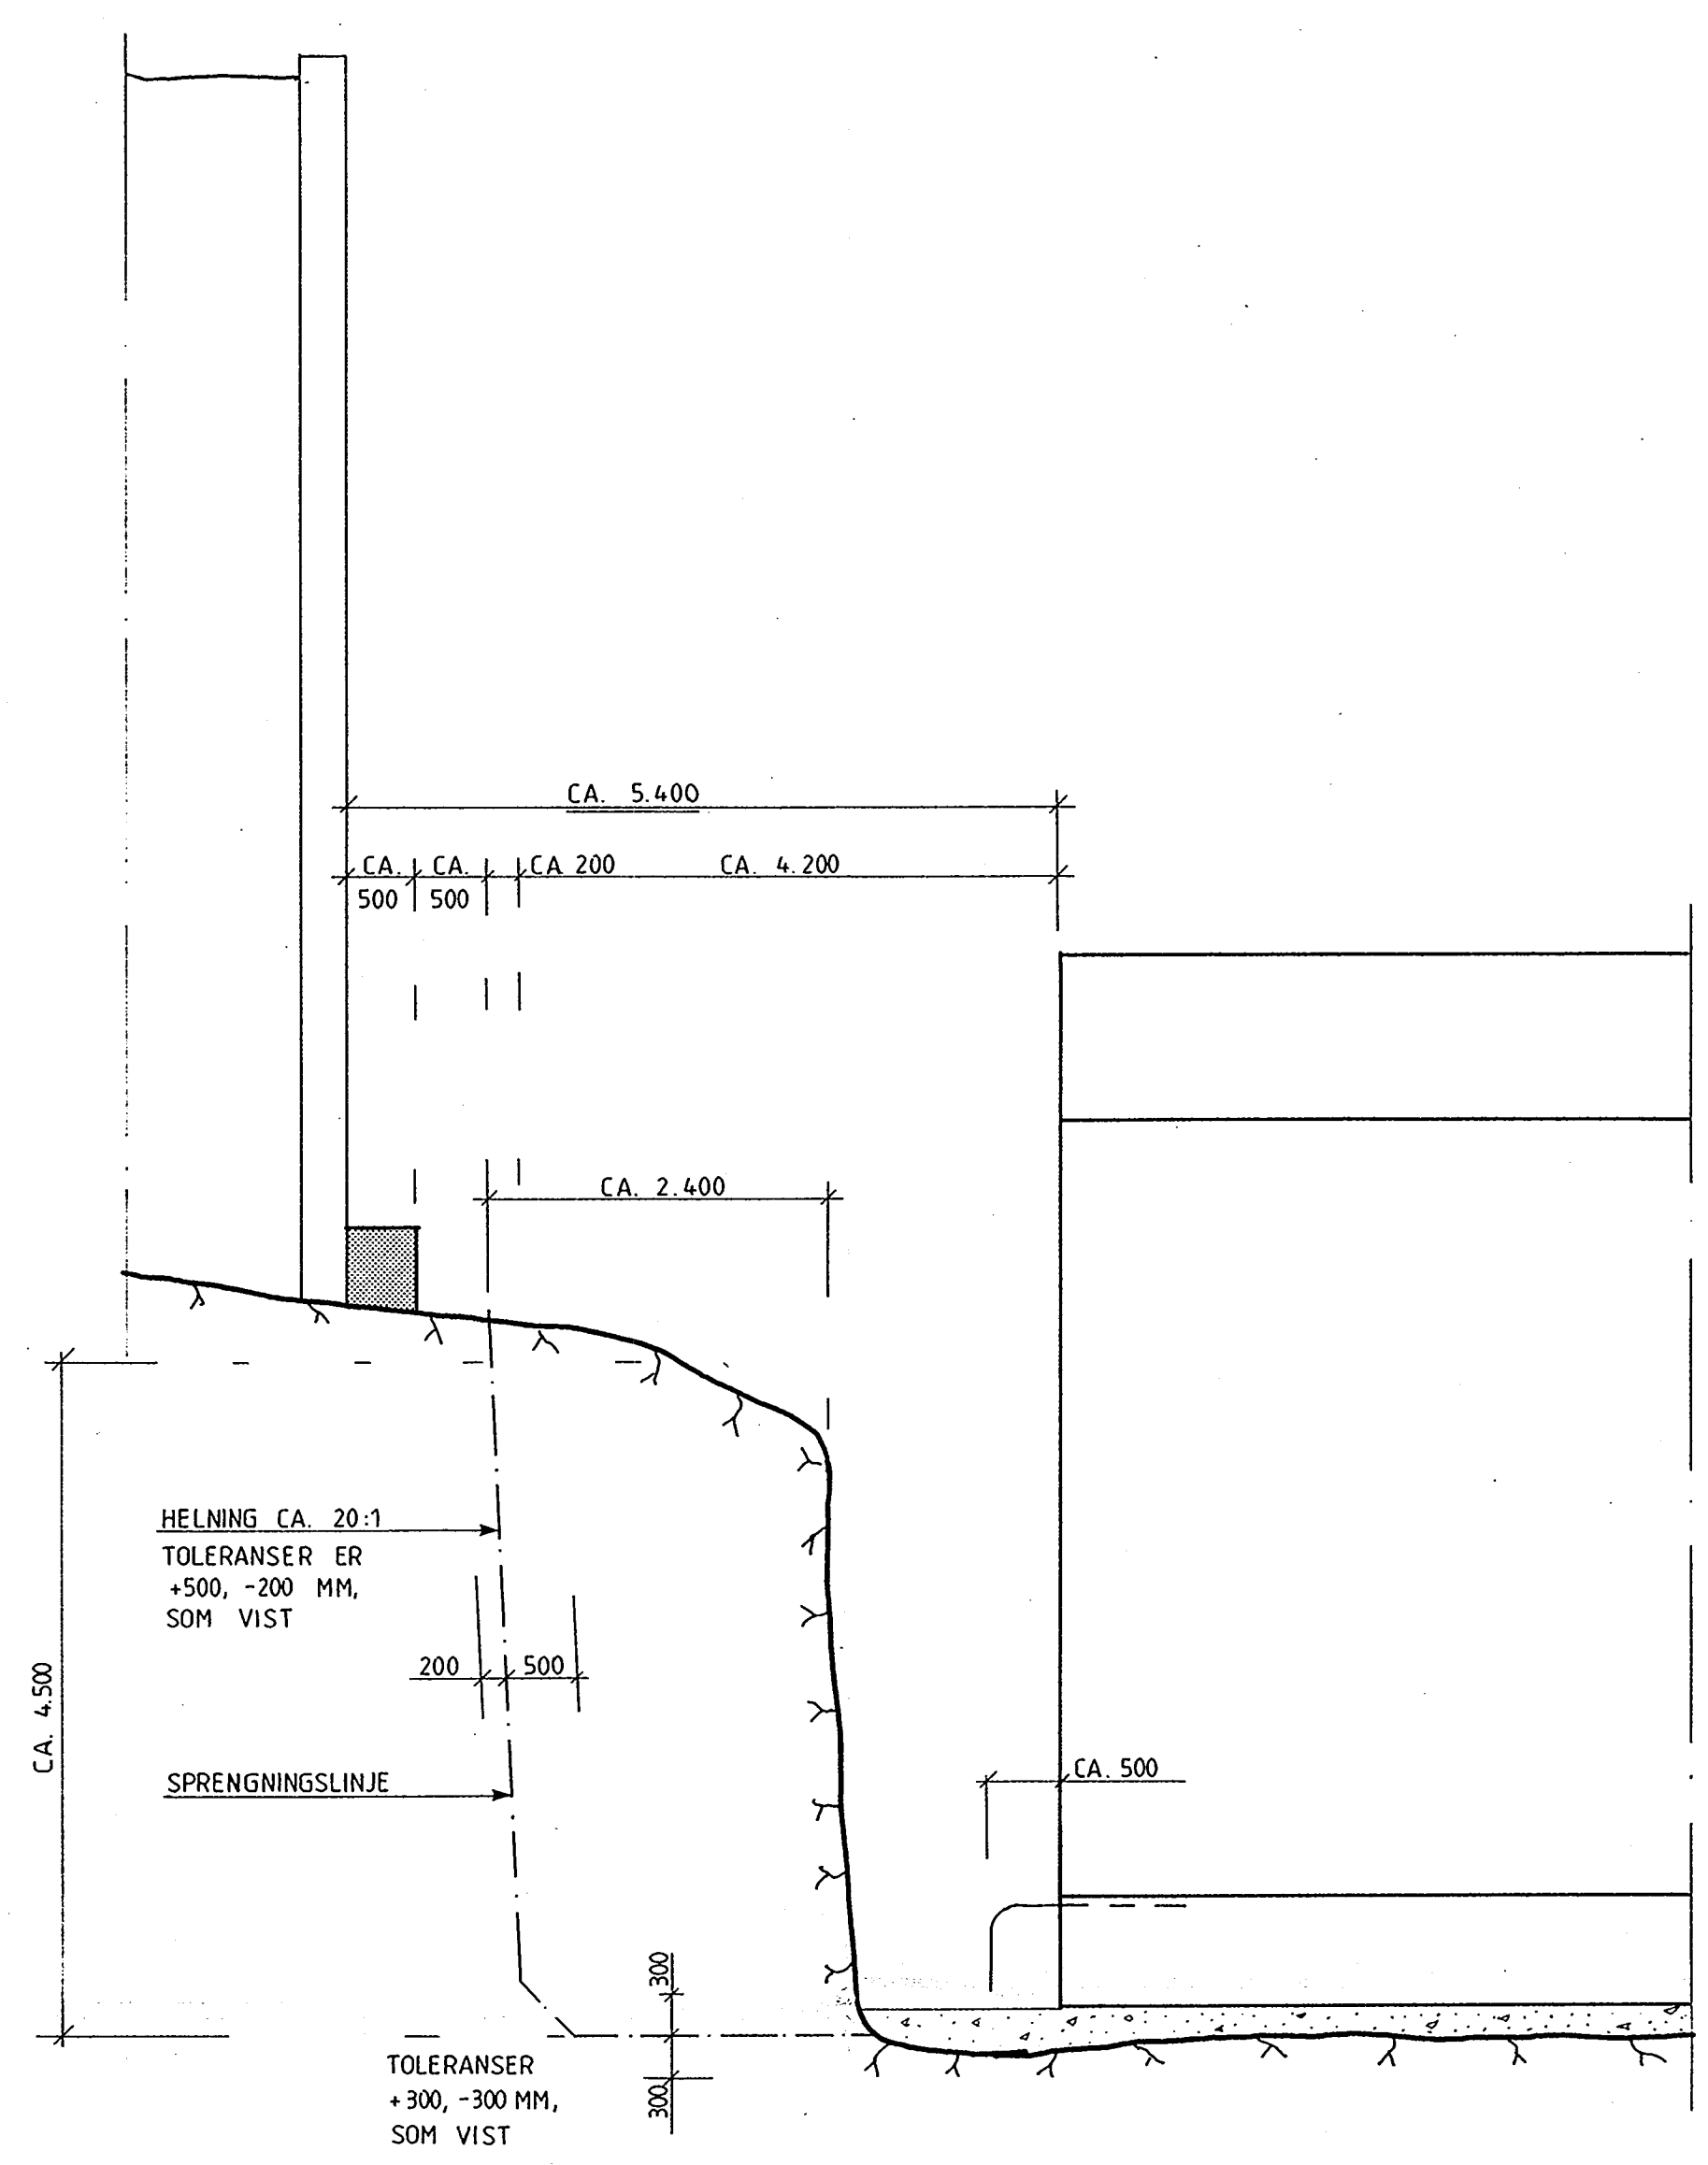 CA. 5.400
CA. CA. CA 200 CA. 4.200
500 500
CA. 2.400
HELNING CA. 20:1
TOLERANSER ER
+500, -200 MM,
SOM VIST
200 500
CA. 4.500
CA. 500
SPRENGNINGSLINJE
300
TOLERANSER
+300, -300 MM,
SOM VIST
300